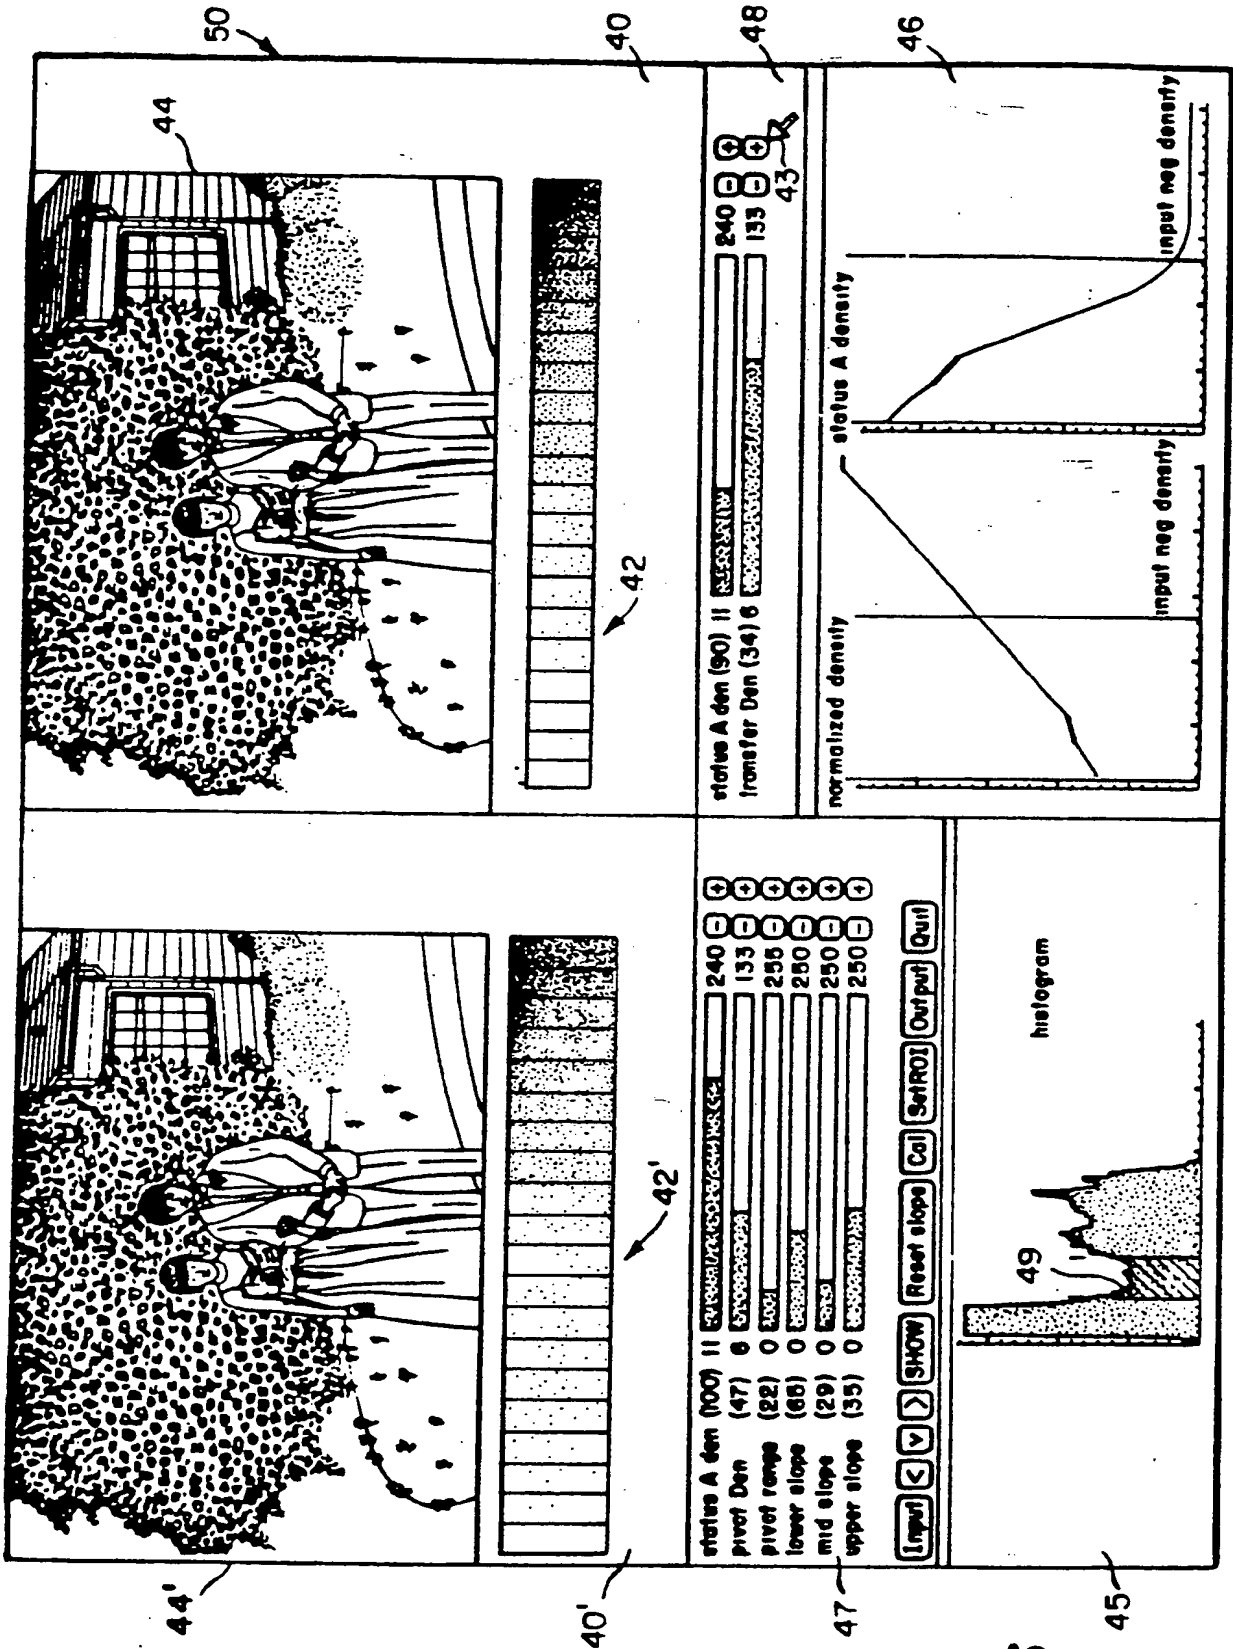 50
44
44'
40
40'
42
42'
48
status A den (90) 11 240 - +
transfer Den (34) 6 133 - +
43
46
normalized density
input neg density
status A density
input neg density
47
status A den (100) 11 240 - +
pivot Den (47) 6 133 - +
pivot range (22) 0 255 - +
lower slope (65) 0 250 - +
mid slope (29) 0 250 - +
upper slope (35) 0 250 - +
Input < v > SHOW Reset slope Cal SetROI Output Quit
45
49
histogram